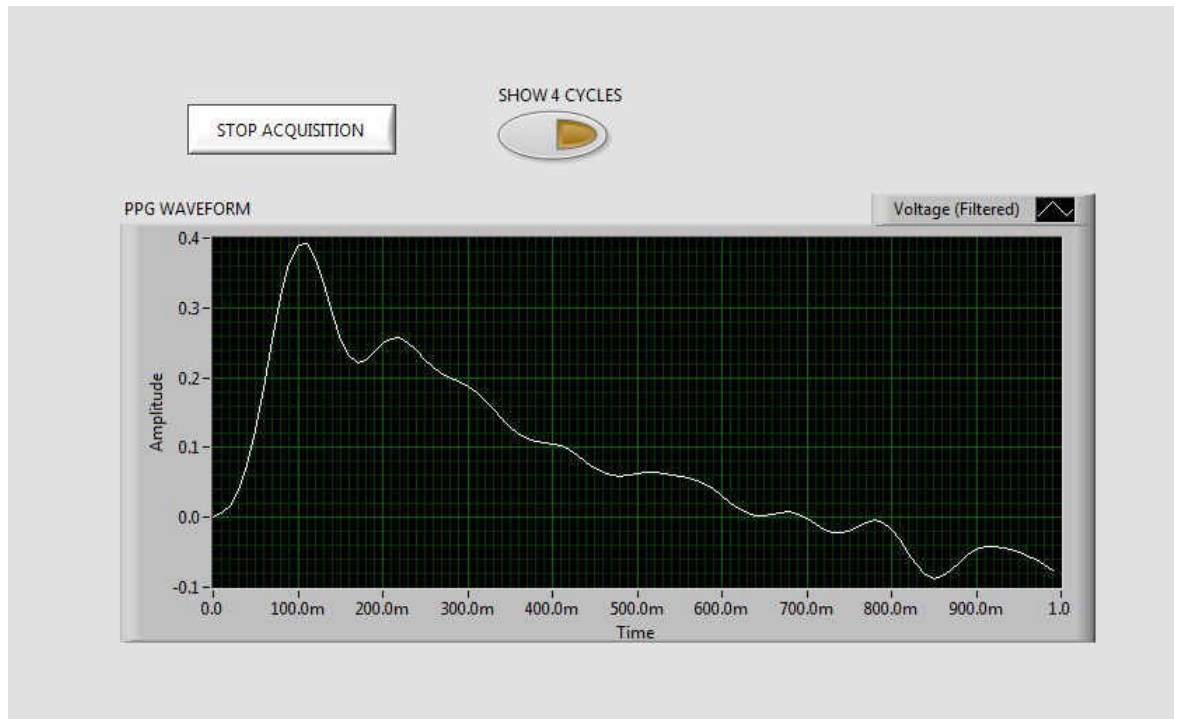 SHOW 4 CYCLES
STOP ACQUISITION
PPG WAVEFORM
Voltage (Filtered)
0.4
0.3
0.2
0.1
0.0
-0.1
Amplitude
0.0 100.0m 200.0m 300.0m 400.0m 500.0m 600.0m 700.0m 800.0m 900.0m 1.0
Time